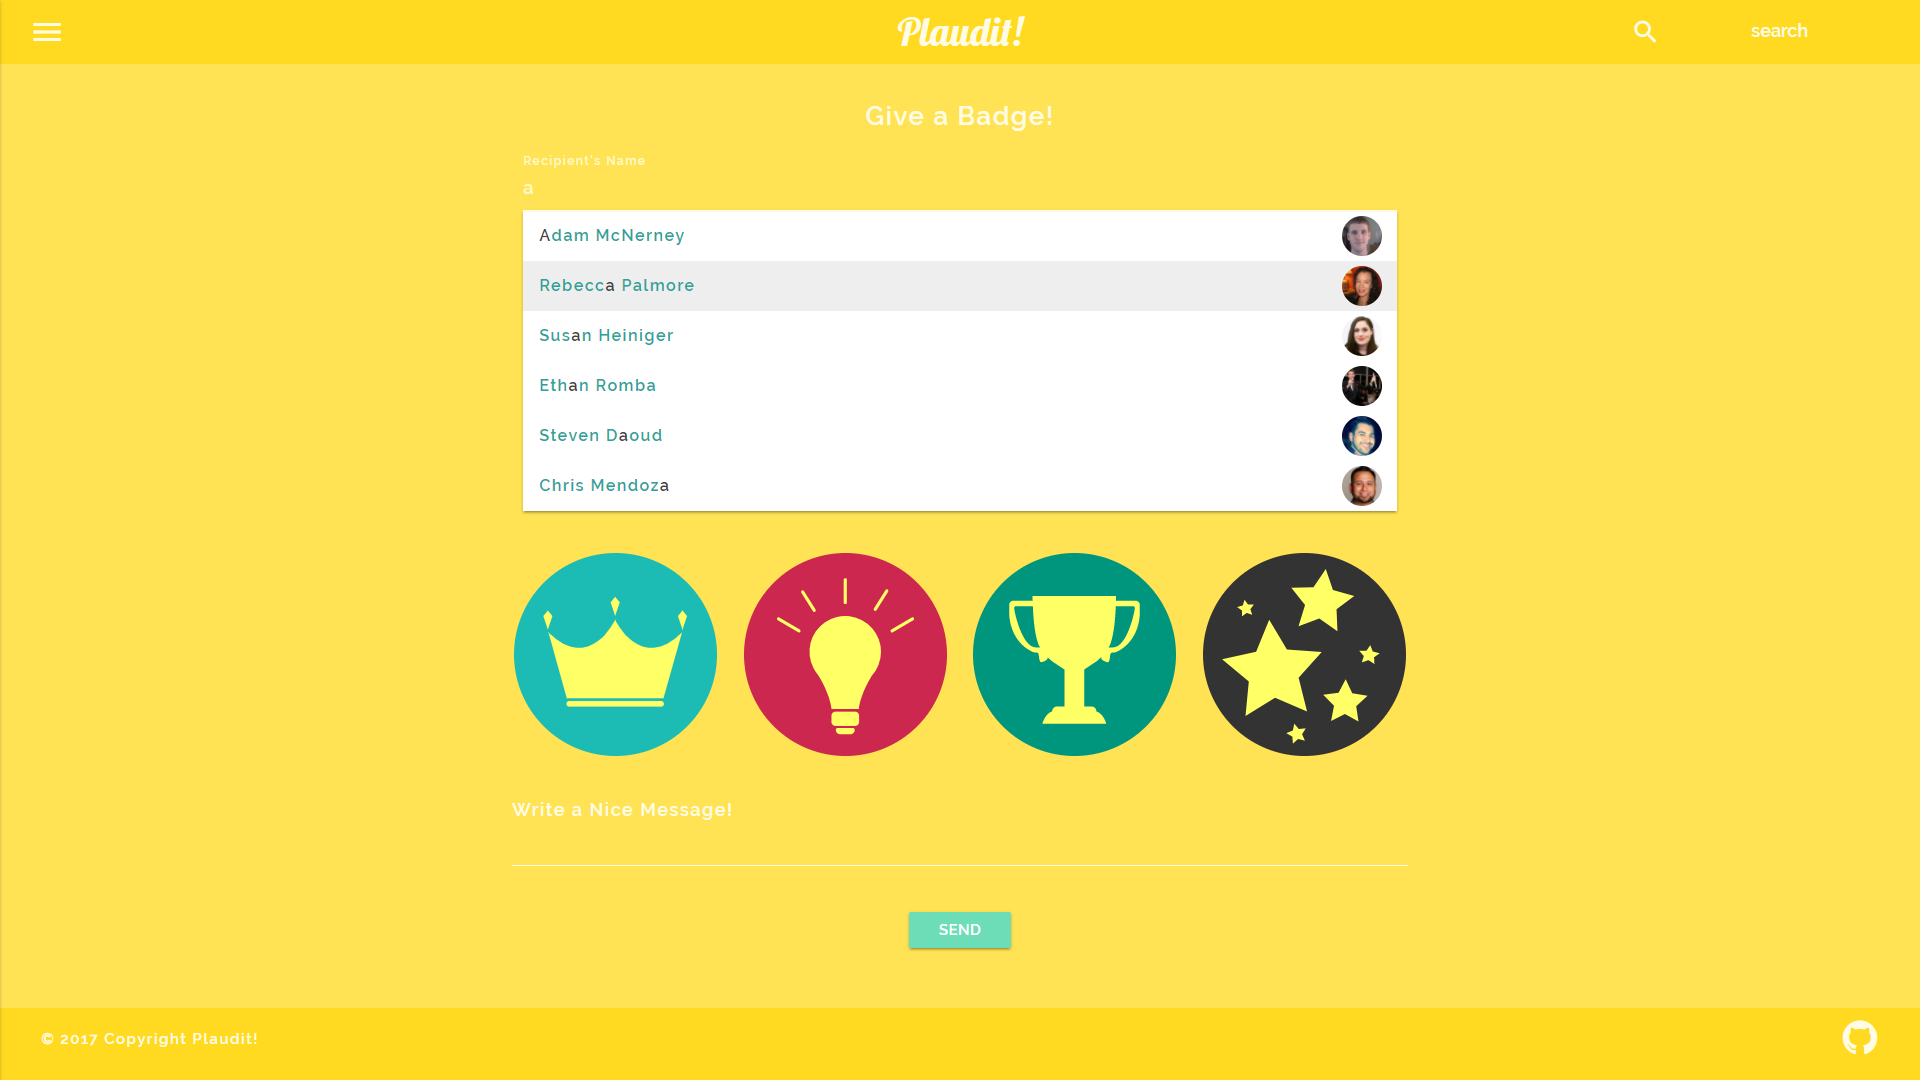 Plaudit!
search
Give a Badge!
Recipient's Name
a
Adam McNerney
Rebecca Palmore
Susan Heiniger
Ethan Romba
Steven Daoud
Chris Mendoza
Write a Nice Message!
SEND
© 2017 Copyright Plaudit!